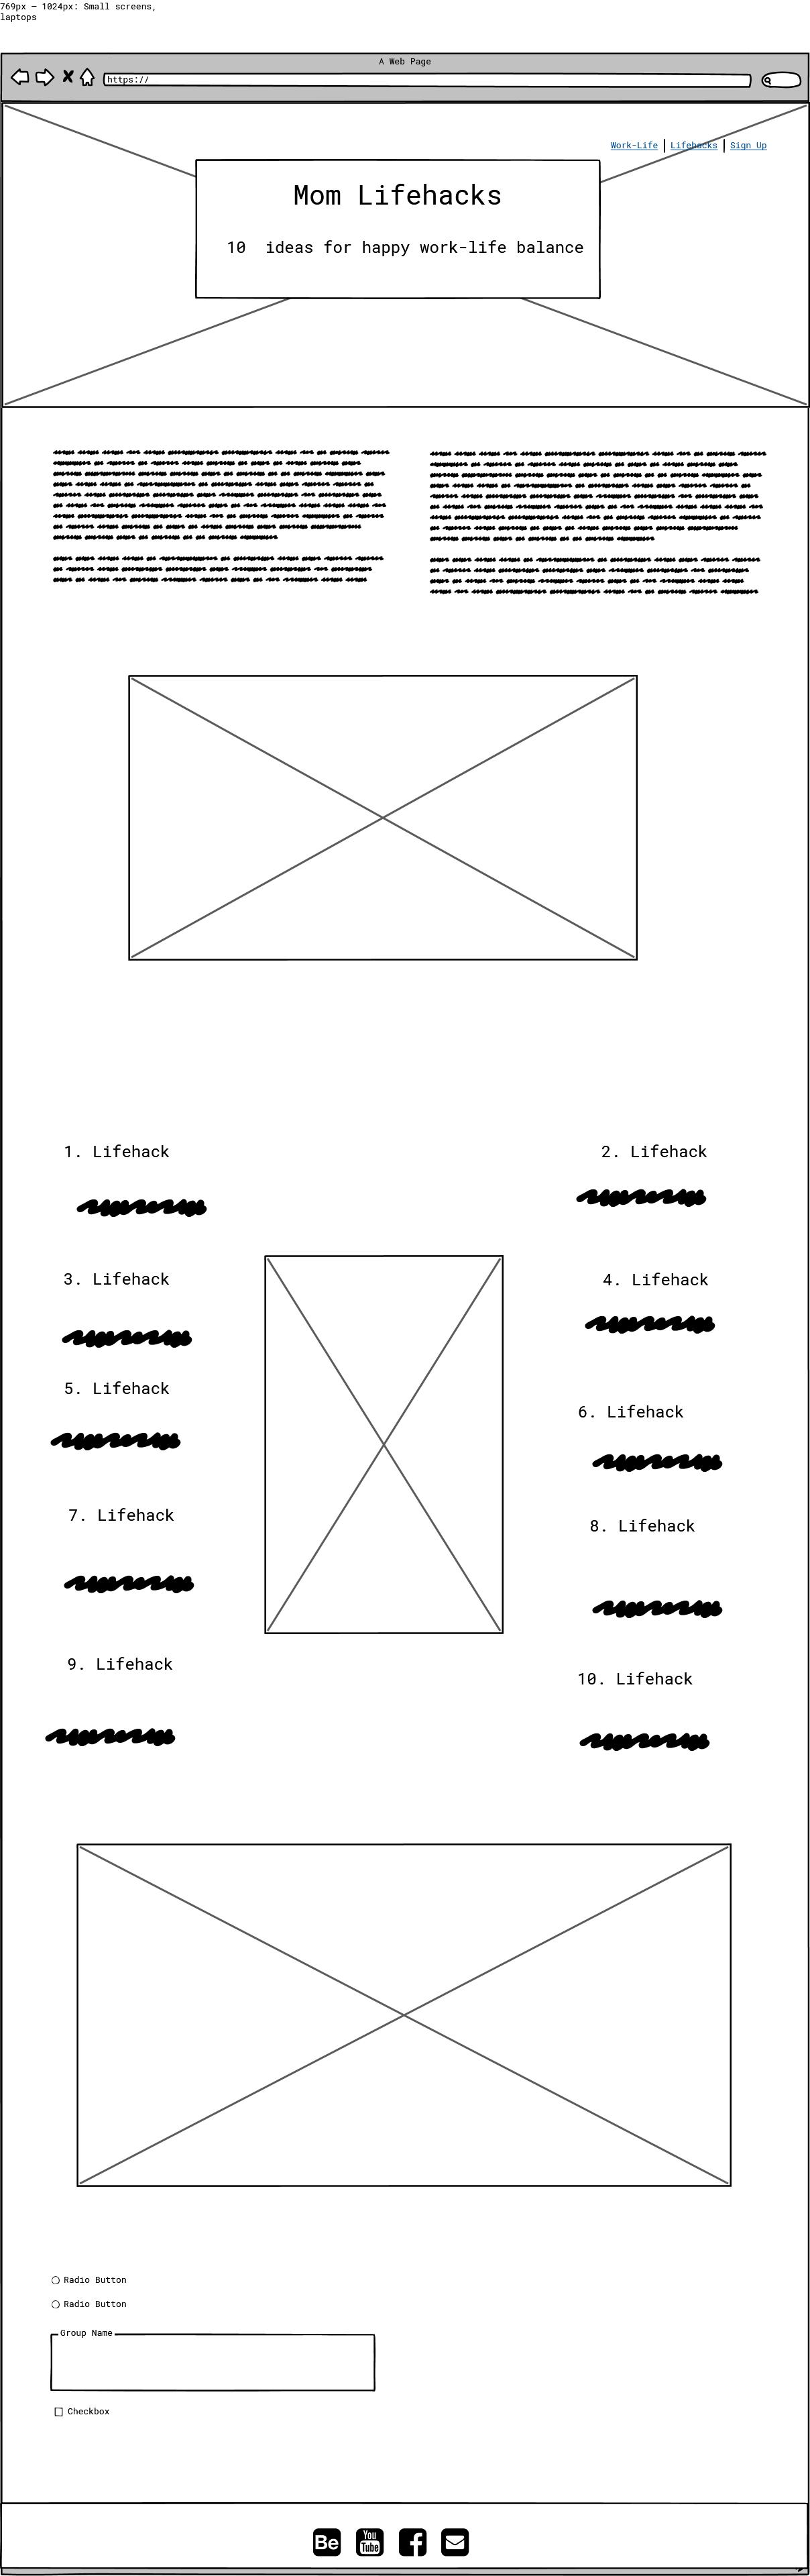 769px – 1024px: Small screens,
laptops
A Web Page
https://
Work-Life | Lifehacks | Sign Up
Mom Lifehacks
10 ideas for happy work-life balance
1. Lifehack
2. Lifehack
3. Lifehack
4. Lifehack
5. Lifehack
6. Lifehack
7. Lifehack
8. Lifehack
9. Lifehack
10. Lifehack
Radio Button
Radio Button
Group Name
Checkbox
Be
You
Tube